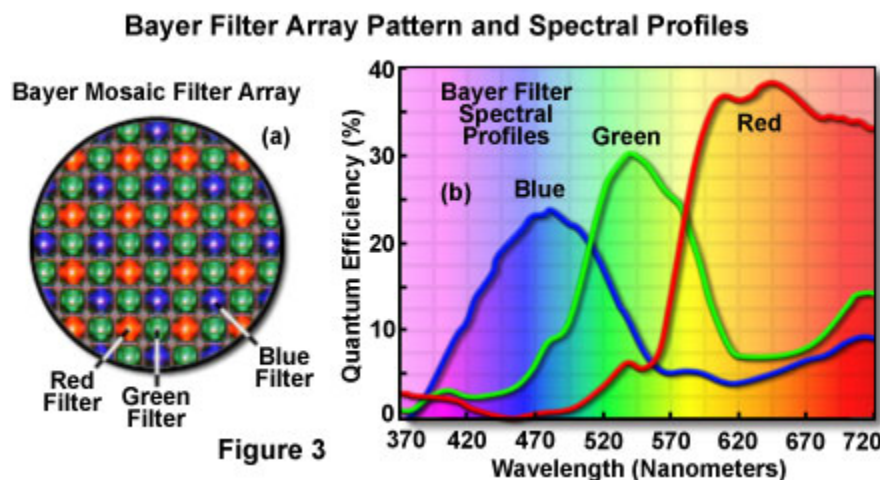 Bayer Filter Array Pattern and Spectral Profiles
Bayer Mosaic Filter Array
(a)
Red
Filter
Green
Filter
Blue
Filter
Figure 3
Quantum Efficiency (%)
40
30
20
10
0
Bayer Filter
Spectral
Profiles
(b)
Blue
Green
Red
370 420 470 520 570 620 670 720
Wavelength (Nanometers)